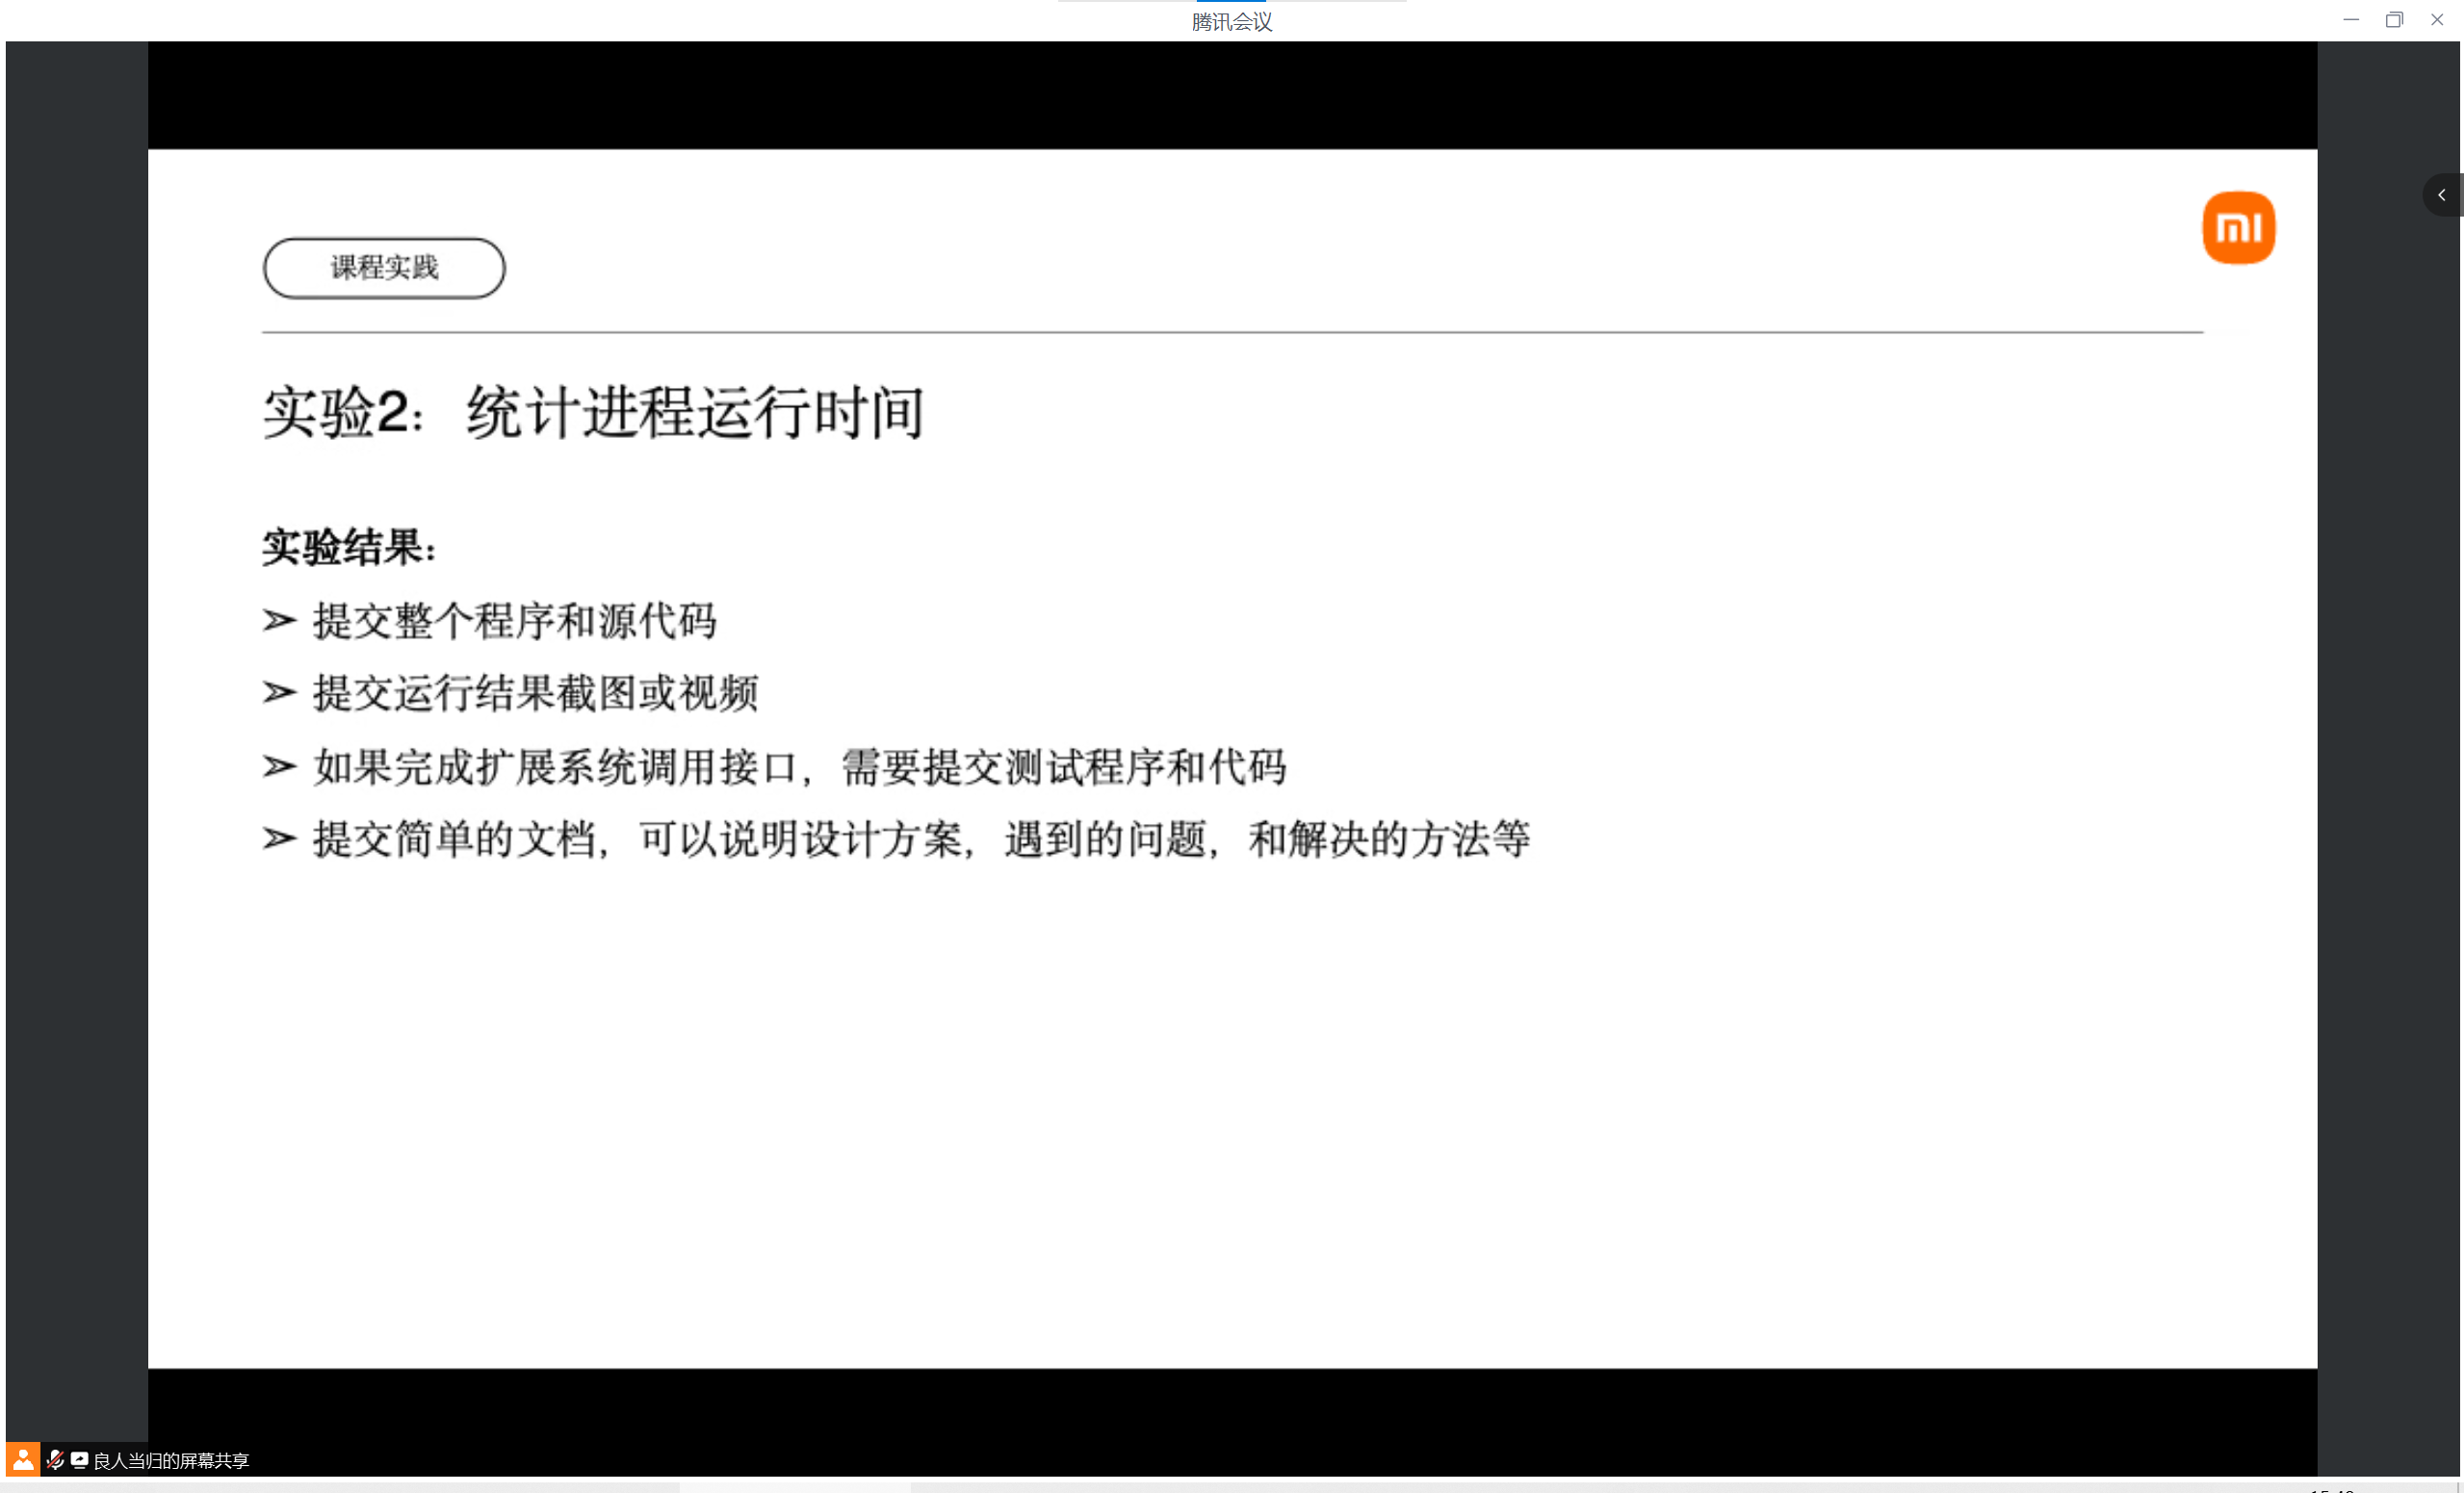 腾讯会议
mi
课程实践
实验2：统计进程运行时间
实验结果：
➢ 提交整个程序和源代码
➢ 提交运行结果截图或视频
➢ 如果完成扩展系统调用接口，需要提交测试程序和代码
➢ 提交简单的文档，可以说明设计方案，遇到的问题，和解决的方法等
良人当归的屏幕共享